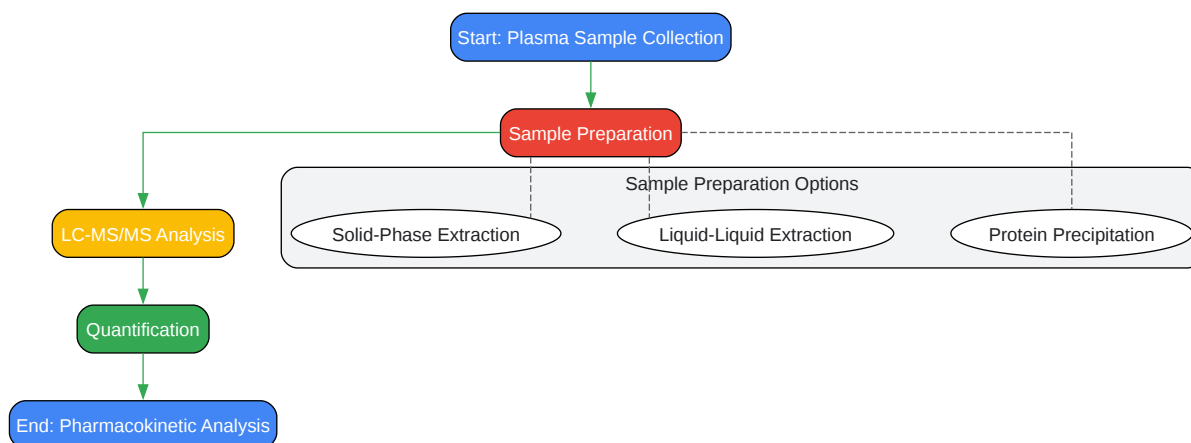 Start: Plasma Sample Collection
Sample Preparation
Sample Preparation Options
Solid-Phase Extraction
Liquid-Liquid Extraction
Protein Precipitation
LC-MS/MS Analysis
Quantification
End: Pharmacokinetic Analysis